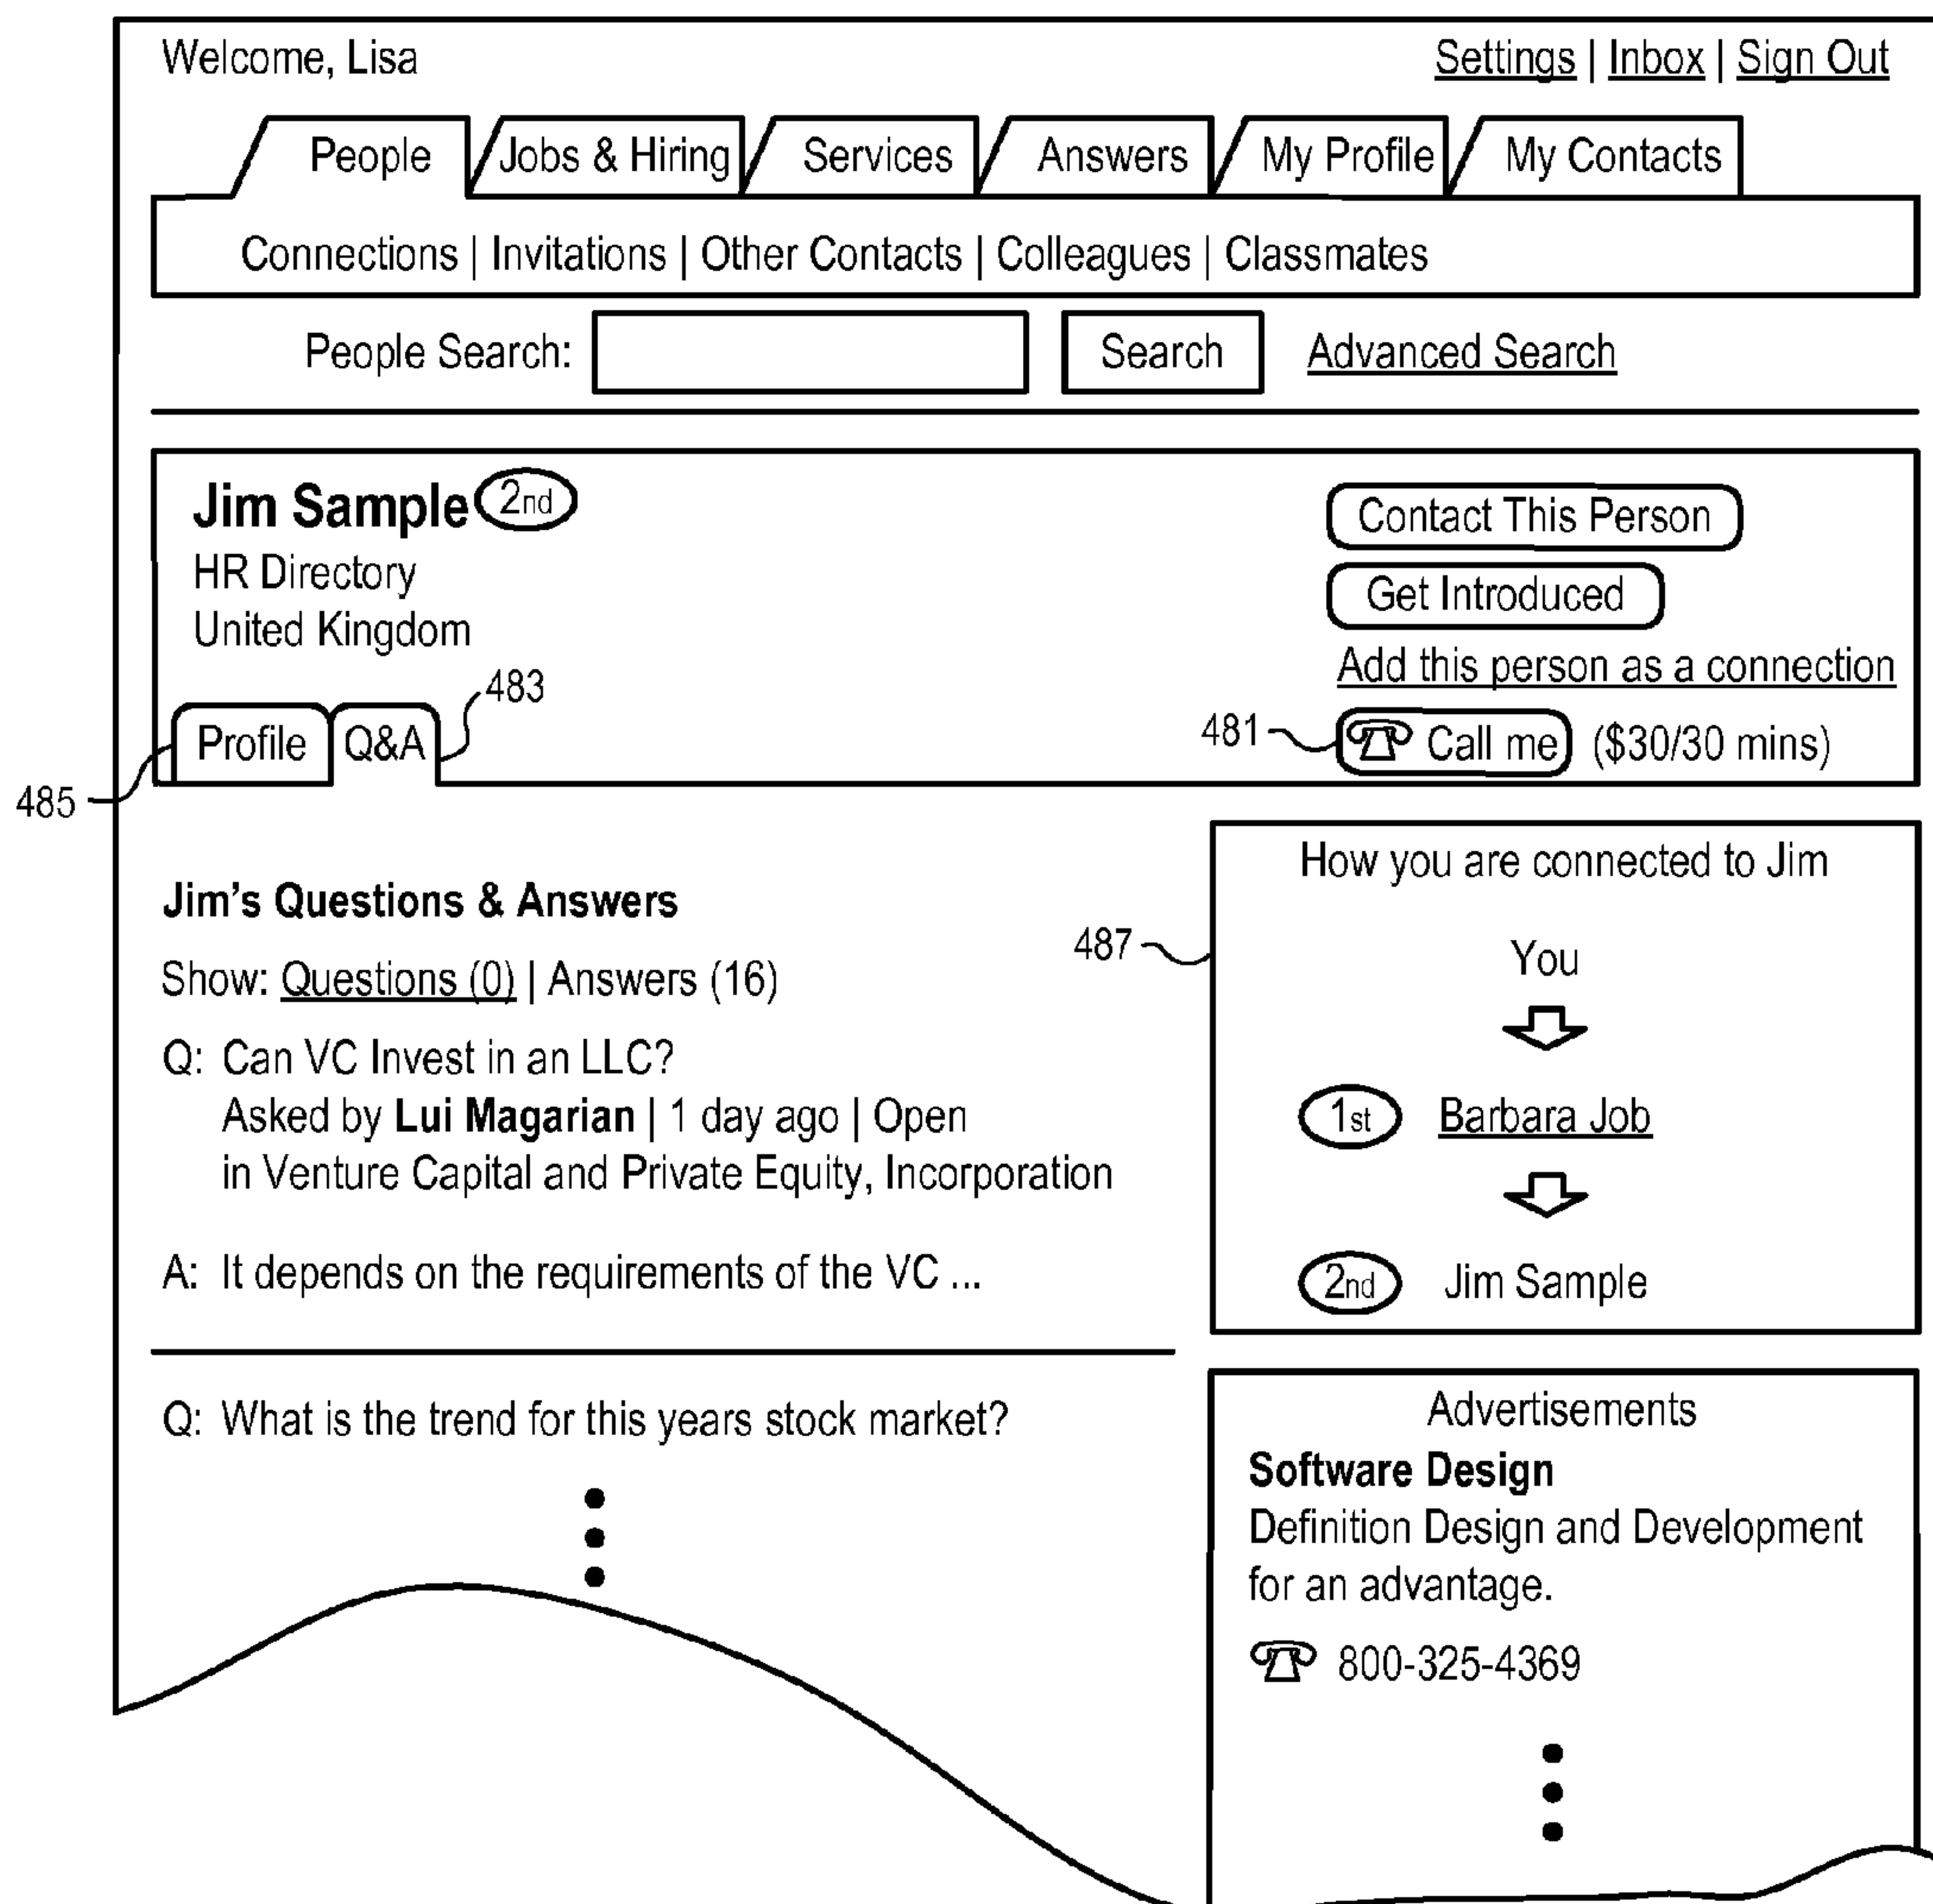 Welcome, Lisa
Settings | Inbox | Sign Out
People
Jobs & Hiring
Services
Answers
My Profile
My Contacts
Connections | Invitations | Other Contacts | Colleagues | Classmates
People Search:
Search
Advanced Search
Jim Sample 2nd
HR Directory
United Kingdom
Contact This Person
Get Introduced
Add this person as a connection
481
Call me ($30/30 mins)
483
Profile
Q&A
485
Jim's Questions & Answers
Show: Questions (0) | Answers (16)
Q: Can VC Invest in an LLC?
Asked by Lui Magarian | 1 day ago | Open
in Venture Capital and Private Equity, Incorporation
A: It depends on the requirements of the VC ...
Q: What is the trend for this years stock market?
487
How you are connected to Jim
You
1st Barbara Job
2nd Jim Sample
Advertisements
Software Design
Definition Design and Development
for an advantage.
800-325-4369